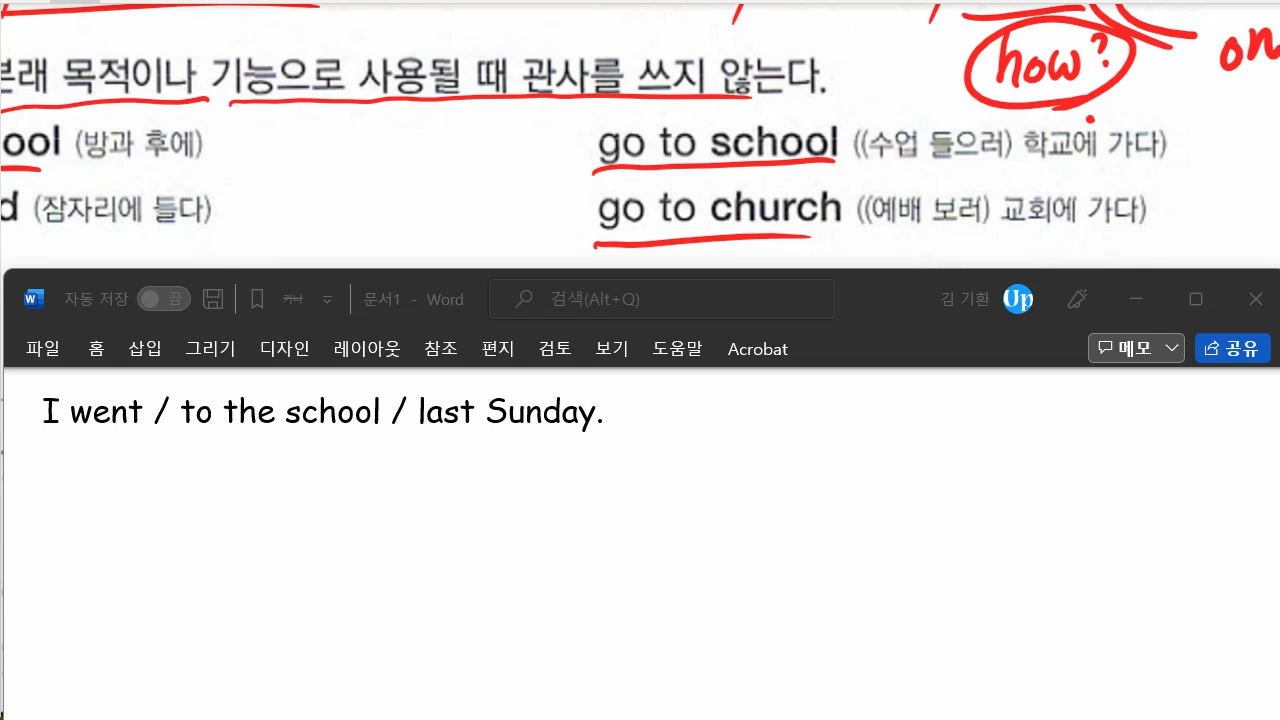 how? on
본래 목적이나 기능으로 사용될 때 관사를 쓰지 않는다.
ool (방과 후에) go to school ((수업 들으러) 학교에 가다)
d (잠자리에 들다) go to church ((예배 보러) 교회에 가다)
자동 저장 끔 가나 문서1 - Word 검색(Alt+Q) 김 기환 Up
파일 홈 삽입 그리기 디자인 레이아웃 참조 편지 검토 보기 도움말 Acrobat 메모 공유
I went / to the school / last Sunday.